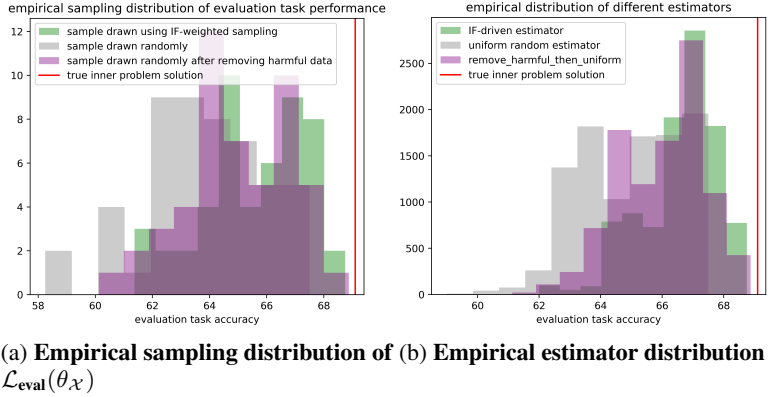 empirical sampling distribution of evaluation task performance
sample drawn using IF-weighted sampling
sample drawn randomly
sample drawn randomly after removing harmful data
true inner problem solution
12
10
8
6
4
2
0
58 60 62 64 66 68
evaluation task accuracy
empirical distribution of different estimators
IF-driven estimator
uniform random estimator
remove_harmful_then_uniform
true inner problem solution
2500
2000
1500
1000
500
0
60 62 64 66 68
evaluation task accuracy
(a) Empirical sampling distribution of
𝓛eval(θ𝒳)
(b) Empirical estimator distribution